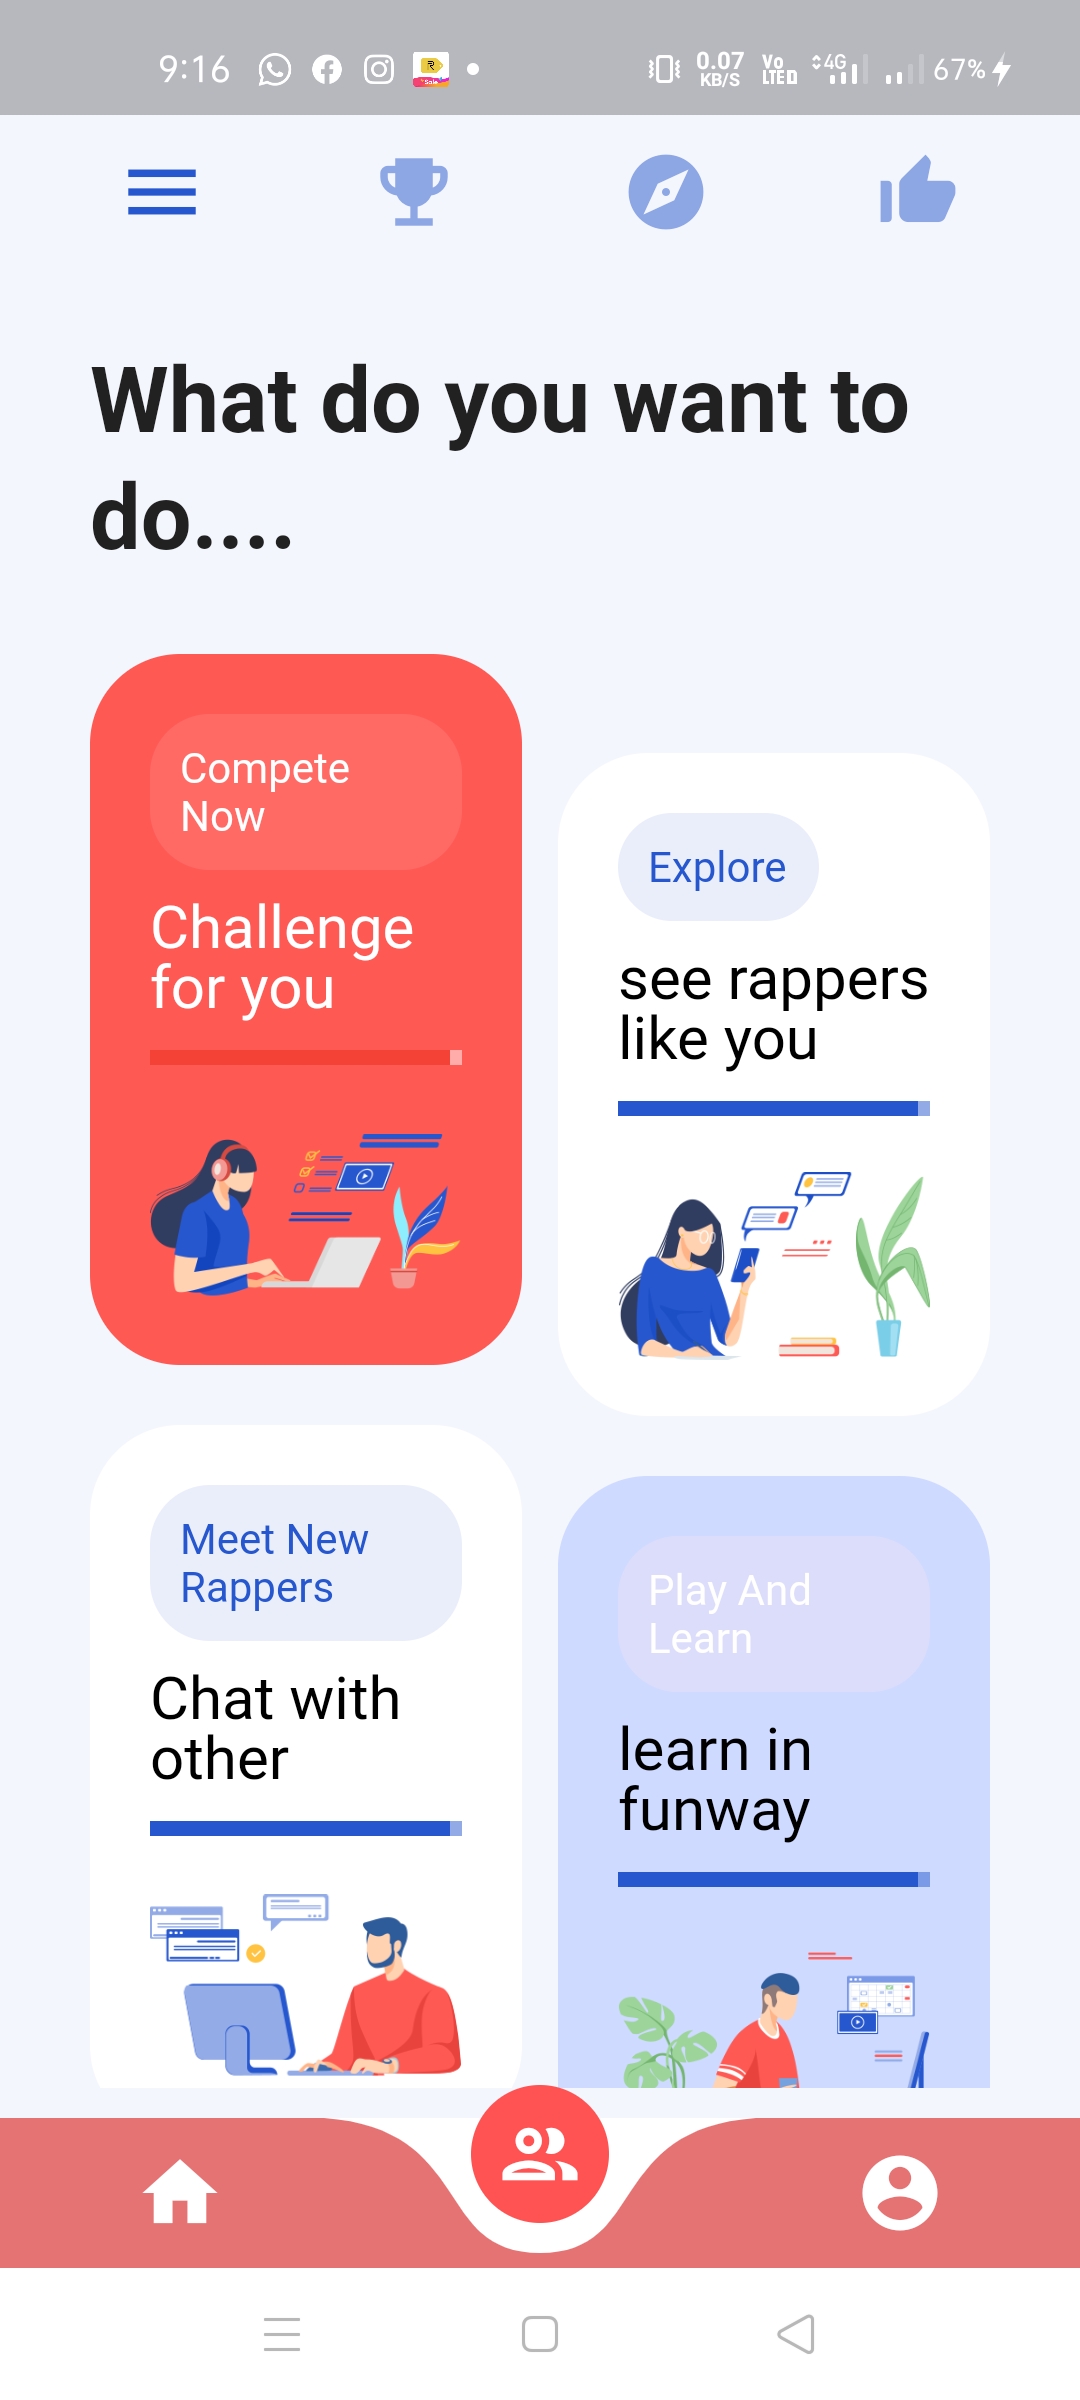 9:16
0.07
KB/S
Vo
LTE
4G
67%
What do you want to
do....
Compete
Now
Challenge
for you
Explore
see rappers
like you
Meet New
Rappers
Chat with
other
Play And
Learn
learn in
funway